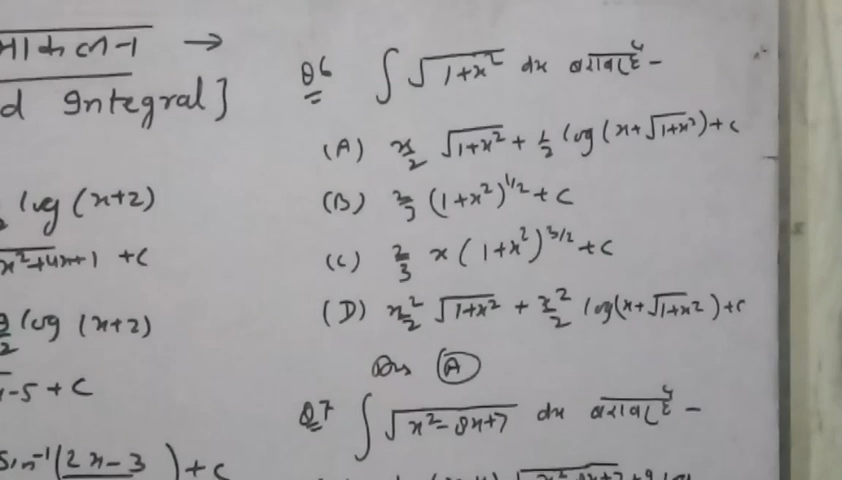 →
d Integral]
log (x+2)
x²+4x+1 +C
9/2 log (x+2)
-5 + C
sin⁻¹(2x-3 )+C
Q6 ∫ √1+x² dx बराबर है -
(A) x/2 √1+x² + 1/2 log (x+√1+x²)+C
(B) 2/3 (1+x²)^1/2 + C
(C) 2/3 x (1+x²)^3/2 + C
(D) x²/2 √1+x² + x²/2 log(x+√1+x²)+C
Ans (A)
Q7 ∫ √x²-8x+7 dx बराबर है -